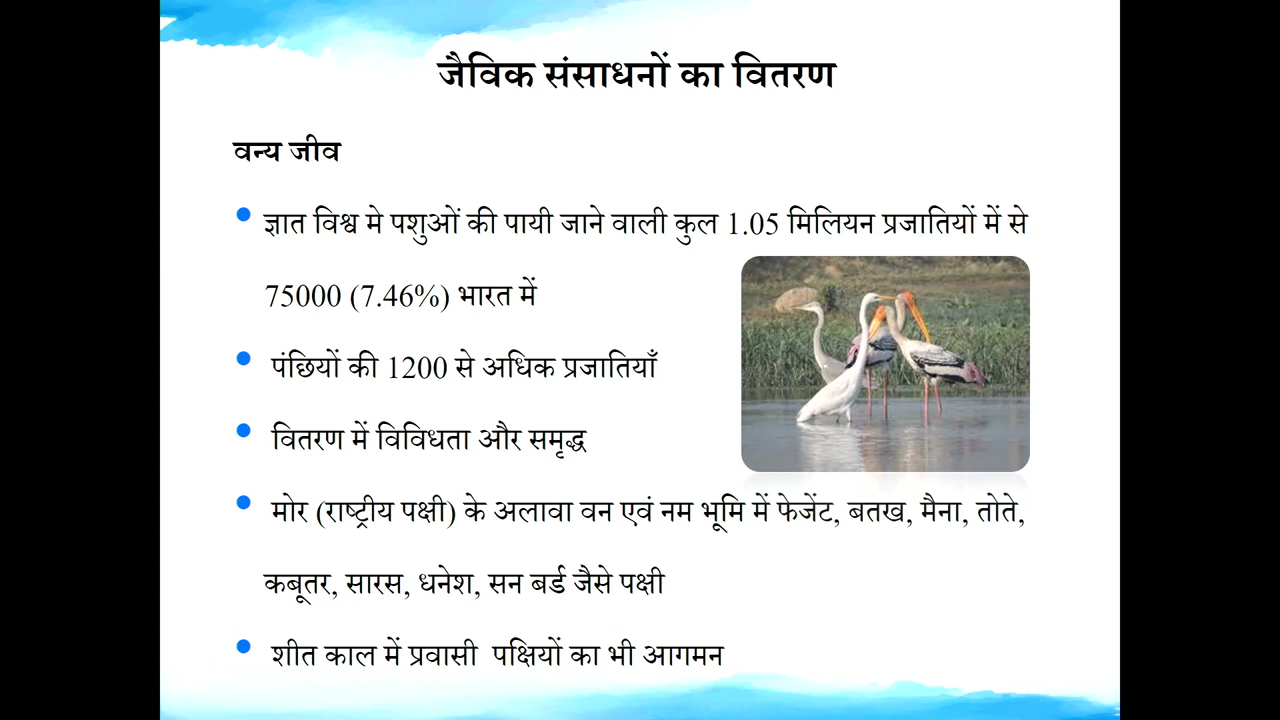 जैविक संसाधनों का वितरण
वन्य जीव
• ज्ञात विश्व मे पशुओं की पायी जाने वाली कुल 1.05 मिलियन प्रजातियों में से
75000 (7.46%) भारत में
• पंछियों की 1200 से अधिक प्रजातियाँ
• वितरण में विविधता और समृद्ध
• मोर (राष्ट्रीय पक्षी) के अलावा वन एवं नम भूमि में फेजेंट, बतख, मैना, तोते,
कबूतर, सारस, धनेश, सन बर्ड जैसे पक्षी
• शीत काल में प्रवासी पक्षियों का भी आगमन